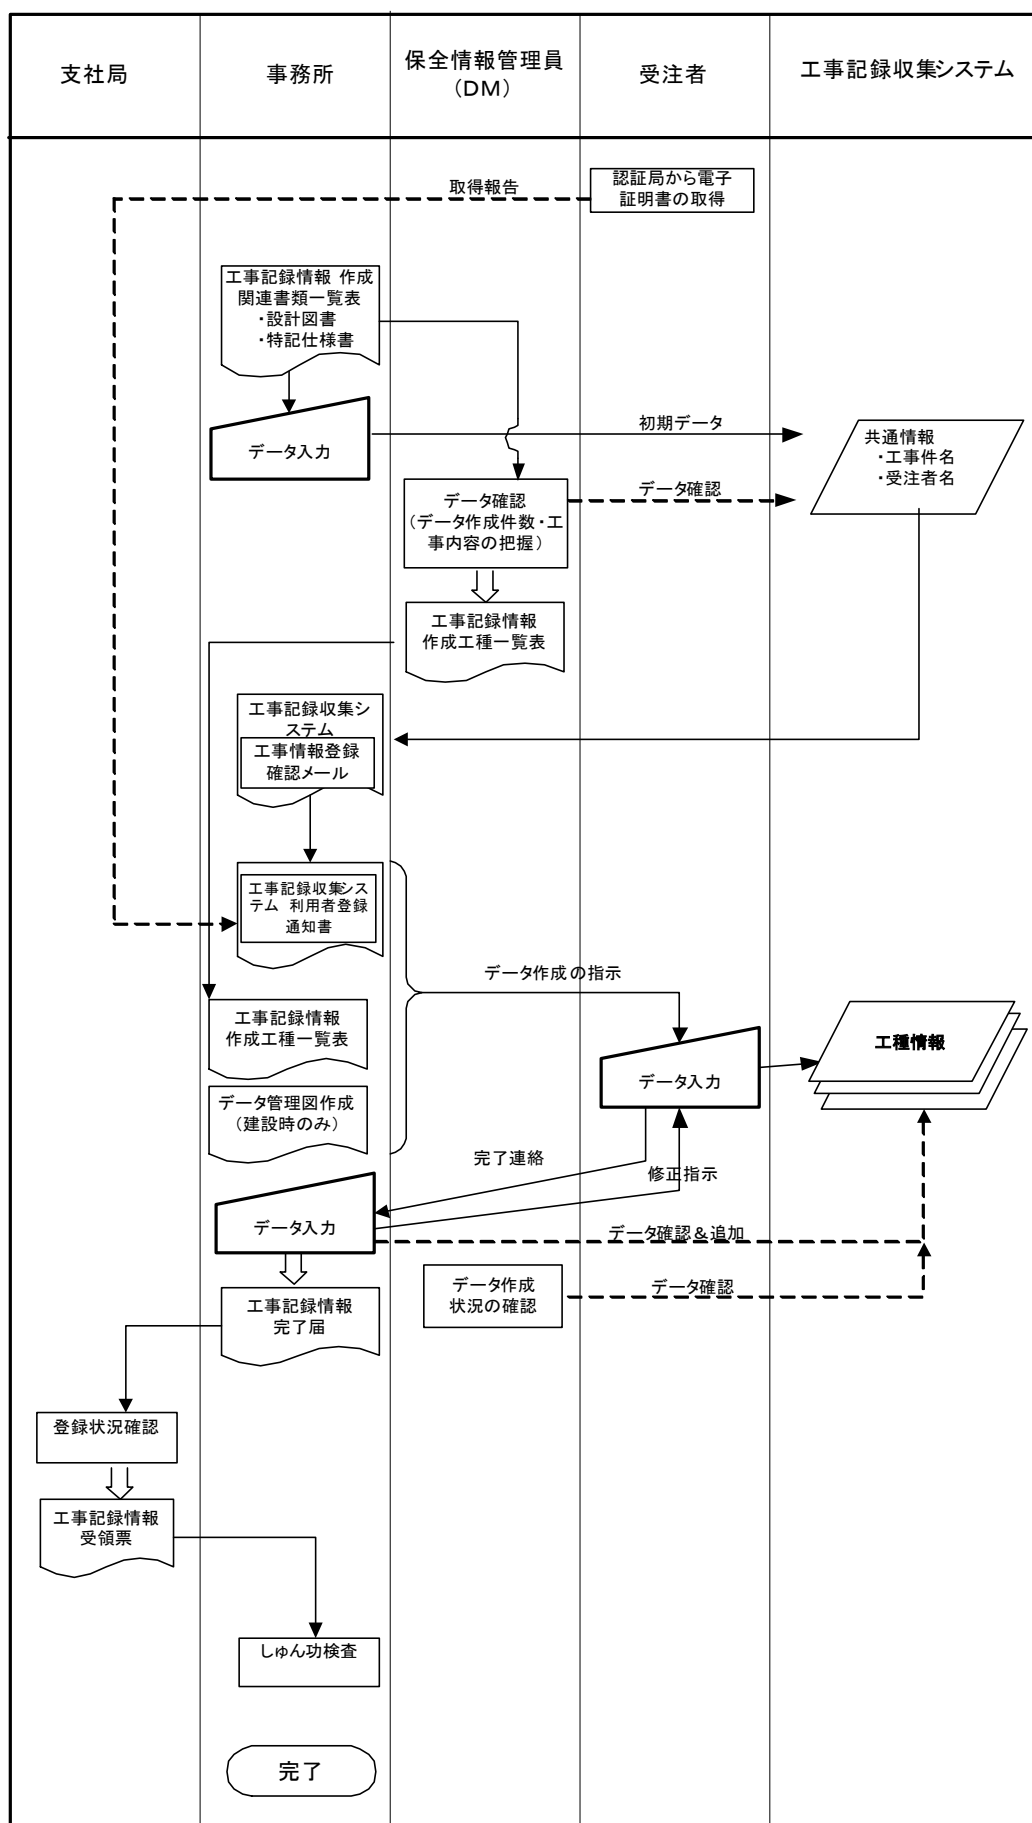 支社局
事務所
保全情報管理員
(DM)
受注者
工事記録収集システム
認証局から電子
証明書の取得
取得報告
工事記録情報 作成
関連書類一覧表
・設計図書
・特記仕様書
データ入力
初期データ
共通情報
・工事件名
・受注者名
データ確認
(データ作成件数・工
事内容の把握)
データ確認
工事記録情報
作成工種一覧表
工事記録収集シ
ステム
工事情報登録
確認メール
工事記録収集シス
テム 利用者登録
通知書
データ作成の指示
工事記録情報
作成工種一覧表
データ管理図作成
(建設時のみ)
データ入力
工種情報
完了連絡
修正指示
データ入力
データ確認&追加
データ作成
状況の確認
データ確認
工事記録情報
完了届
登録状況確認
工事記録情報
受領票
しゅん功検査
完了